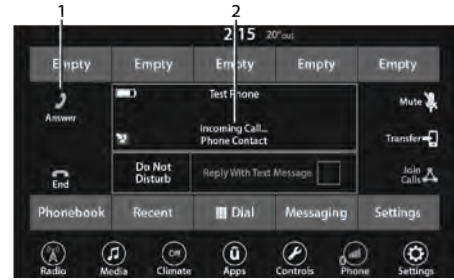 1 2
2 15 20°out
Empty Empty Empty Empty Empty
Answer Test Phone Mute
Incoming Call...
Phone Contact Transfer
End Do Not Disturb Reply With Text Message Join Calls
Phonebook Recent Dial Messaging Settings
Off
0
Radio Media Climate Apps Controls Phone Settings